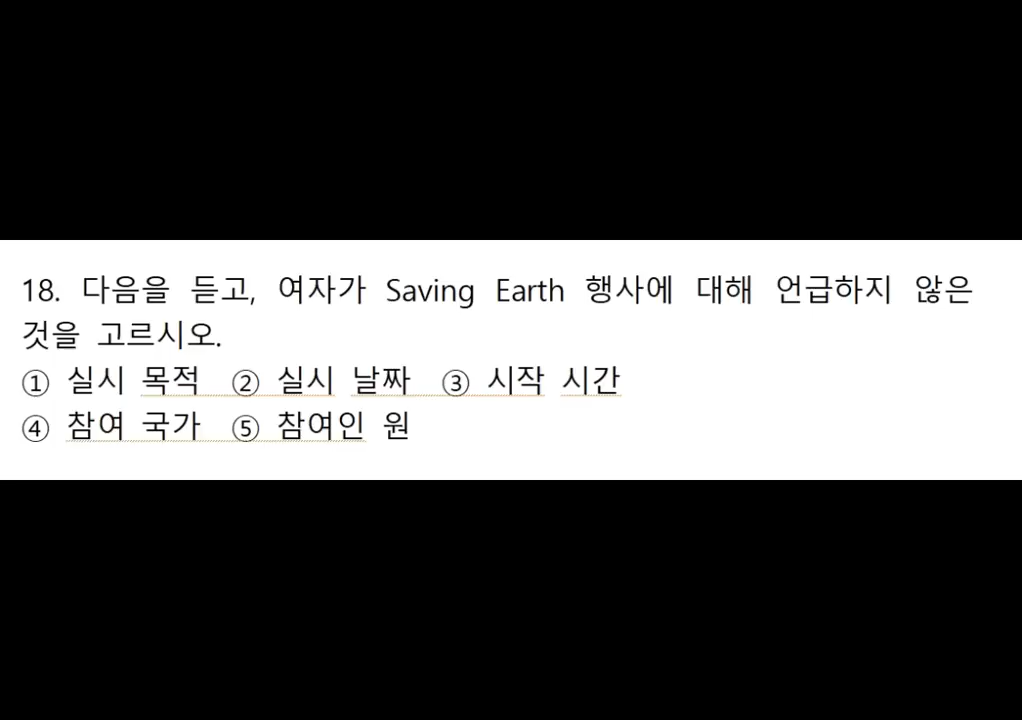 18. 다음을 듣고, 여자가 Saving Earth 행사에 대해 언급하지 않은
것을 고르시오.
① 실시 목적 ② 실시 날짜 ③ 시작 시간
④ 참여 국가 ⑤ 참여인 원